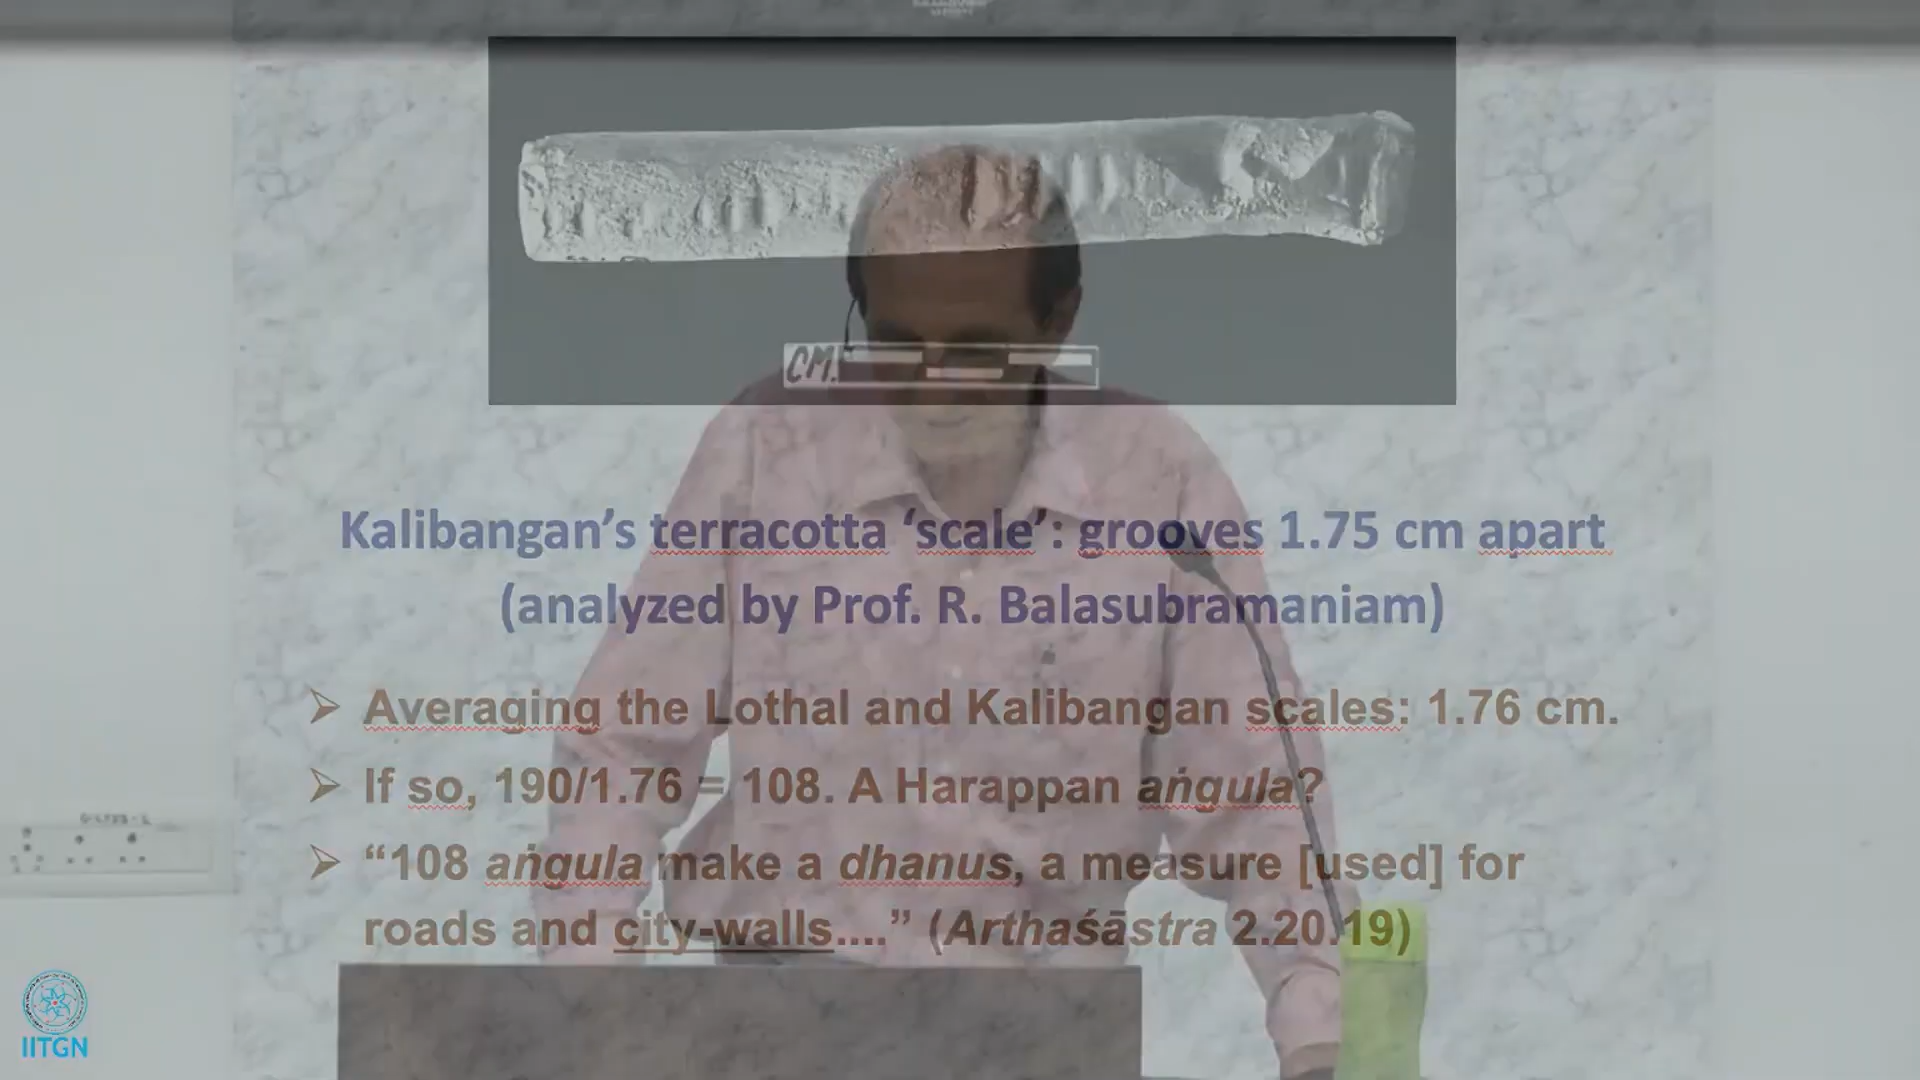 CM.
Kalibangan’s terracotta ‘scale’: grooves 1.75 cm apart
(analyzed by Prof. R. Balasubramaniam)
Averaging the Lothal and Kalibangan scales: 1.76 cm.
If so, 190/1.76 = 108. A Harappan aṅgula?
“108 aṅgula make a dhanus, a measure [used] for
roads and city-walls....” (Arthaśāstra 2.20.19)
IITGN